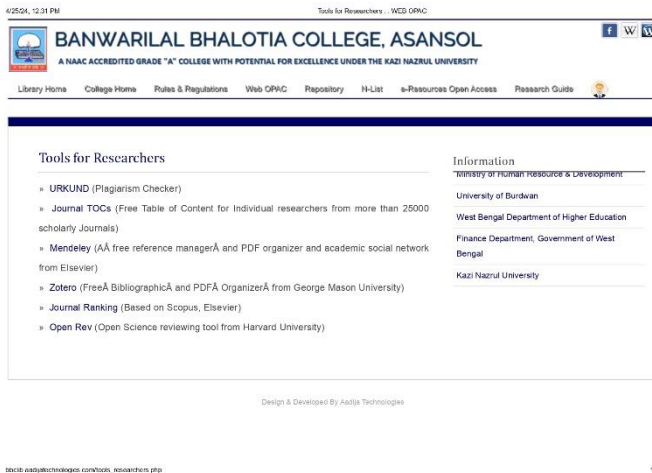 4/25/24, 12:31 PM Tools for Researchers . . WEB OPAC
BANWARILAL BHALOTIA COLLEGE, ASANSOL
A NAAC ACCREDITED GRADE "A" COLLEGE WITH POTENTIAL FOR EXCELLENCE UNDER THE KAZI NAZRUL UNIVERSITY
f W W
Library Home College Home Rules & Regulations Web OPAC Repository N-List e-Resources Open Access Research Guide
Tools for Researchers
» URKUND (Plagiarism Checker)
» Journal TOCs (Free Table of Content for Individual researchers from more than 25000
scholarly Journals)
» Mendeley (AÂ free reference managerÂ and PDF organizer and academic social network
from Elsevier)
» Zotero (FreeÂ BibliographicÂ and PDFÂ OrganizerÂ from George Mason University)
» Journal Ranking (Based on Scopus, Elsevier)
» Open Rev (Open Science reviewing tool from Harvard University)
Information
Ministry of Human Resource & Development
University of Burdwan
West Bengal Department of Higher Education
Finance Department, Government of West
Bengal
Kazi Nazrul University
Design & Developed By Aadija Technologies
bbclib.aadijatechnologies.com/tools_researchers.php